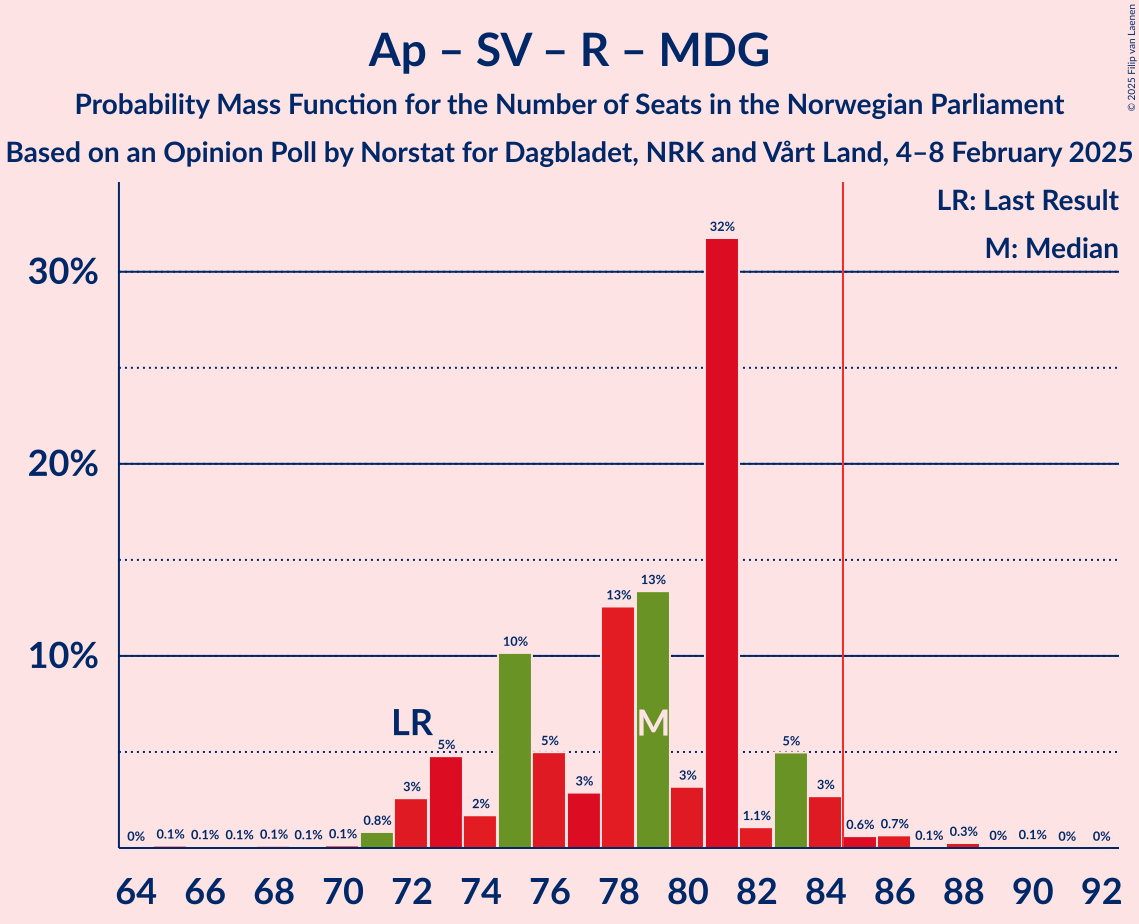 Ap – SV – R – MDG
Probability Mass Function for the Number of Seats in the Norwegian Parliament
Based on an Opinion Poll by Norstat for Dagbladet, NRK and Vårt Land, 4–8 February 2025
© 2025 Filip van Laenen
LR: Last Result
M: Median
30%
20%
10%
0% 0.1% 0.1% 0.1% 0.1% 0.1% 0.1% 0.8% 3% 5% 2% 10% 5% 3% 13% 13% 3% 32% 1.1% 5% 3% 0.6% 0.7% 0.1% 0.3% 0% 0.1% 0% 0%
LR
M
64 66 68 70 72 74 76 78 80 82 84 86 88 90 92